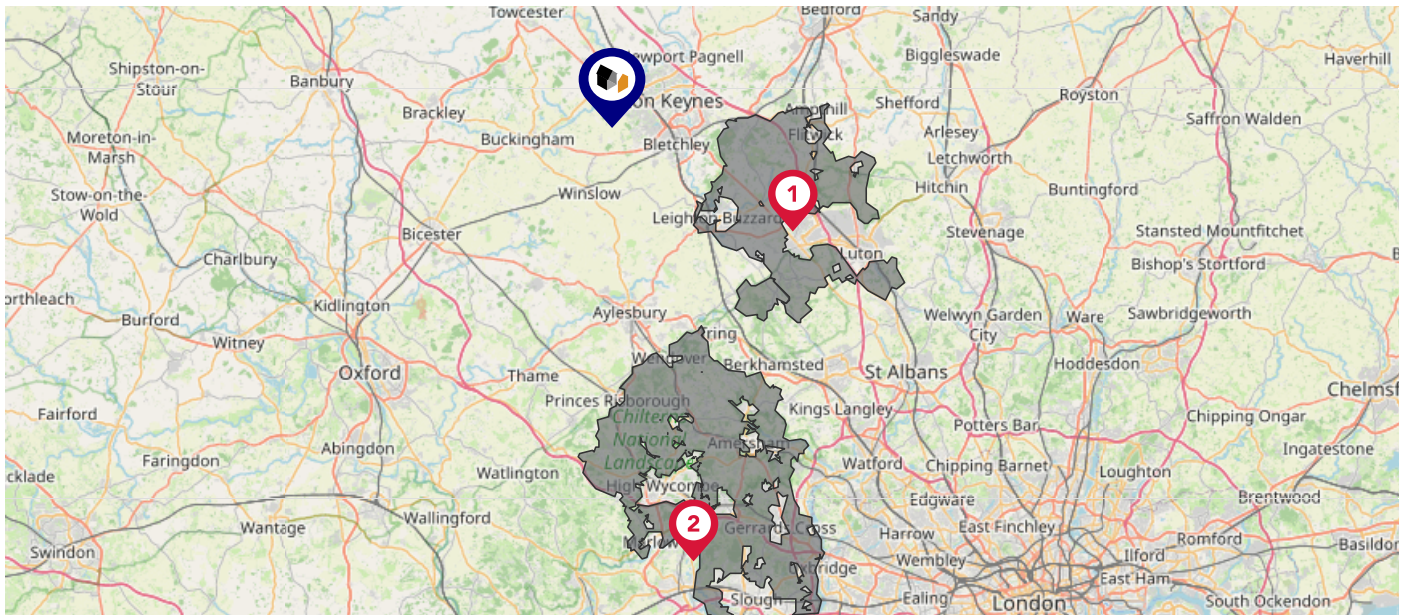 Towcester
Bedford
Sandy
Shipston-on-
Stour
Banbury
ewport Pagnell
Biggleswade
Haverhill
Brackley
on Keynes
Ampthill
Shefford
Royston
Saffron Walden
Moreton-in-
Marsh
Buckingham
Bletchley
Flitwick
Arlesey
Letchworth
Stow-on-the-
Wold
Winslow
1
Hitchin
Buntingford
Leighton Buzzard
Bicester
Stevenage
Stansted Mountfitchet
Charlbury
Luton
Bishop's Stortford
orthleach
Kidlington
Burford
Aylesbury
Welwyn Garden
City
Ware
Sawbridgeworth
Witney
ring
Wendover
Berkhamsted
Hoddesdon
Oxford
Thame
St Albans
Chelmsf
Fairford
Princes Risborough
Chiltern
National
Landscape
Kings Langley
Chipping Ongar
Potters Bar
Abingdon
Amersham
Ingatestone
Faringdon
Watlington
Watford
Chipping Barnet
Loughton
cklade
High Wycombe
Edgware
Brentwood
Wantage
Wallingford
2
Gerrards Cross
Harrow
East Finchley
Romford
Marlow
Swindon
Uxbridge
Wembley
Ilford
Basildon
East Ham
Slough
Ealing
London
South Ockendon